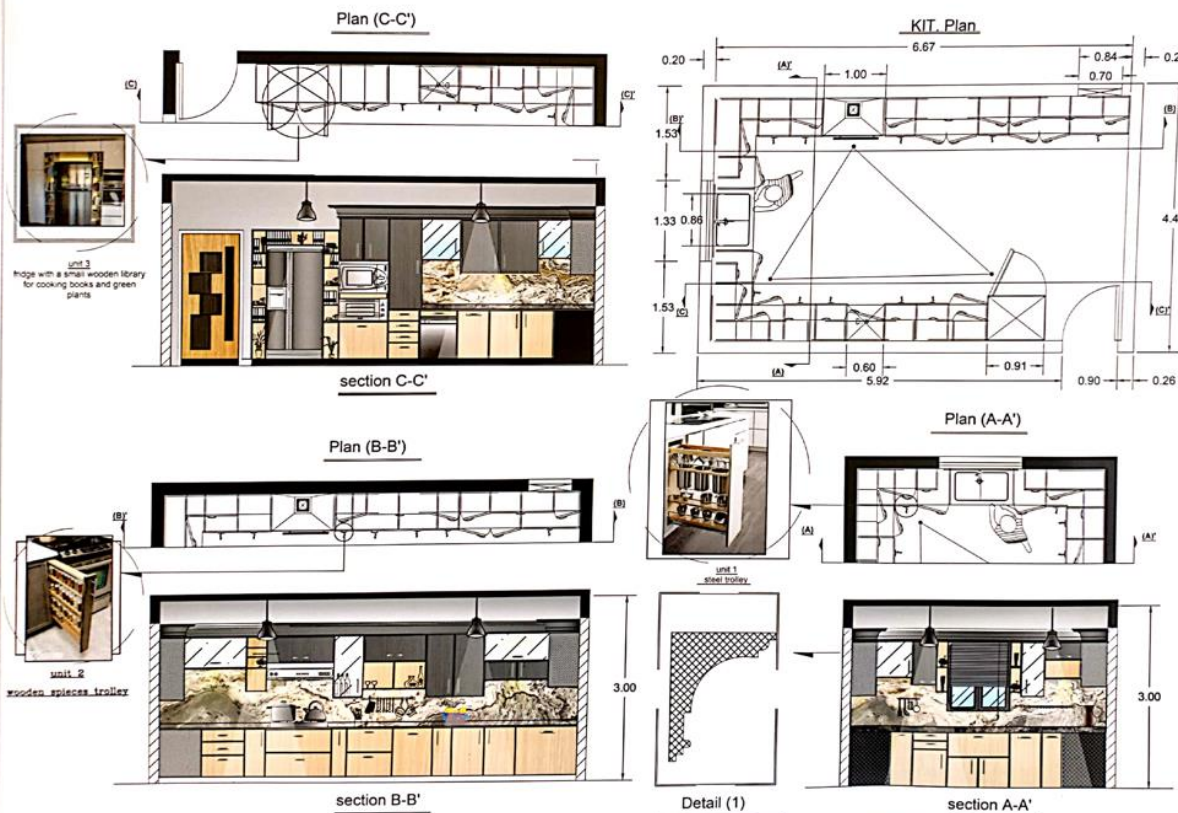 Plan (C-C')
(C)
(C)'
unit 3
fridge with a small wooden library
for cooking books and green
plants
section C-C'
KIT. Plan
6.67
0.20
0.84
0.2
0.70
(A)'
1.00
(B)'
(B)
1.53
1.33
0.86
4.4
1.53
(C)
(C)'
(A)
0.60
0.91
5.92
0.90
0.26
Plan (B-B')
(B)'
(B)
unit 2
wooden spieces trolley
3.00
section B-B'
unit 1
steel trolley
Detail (1)
Plan (A-A')
(A)
(A)'
3.00
section A-A'